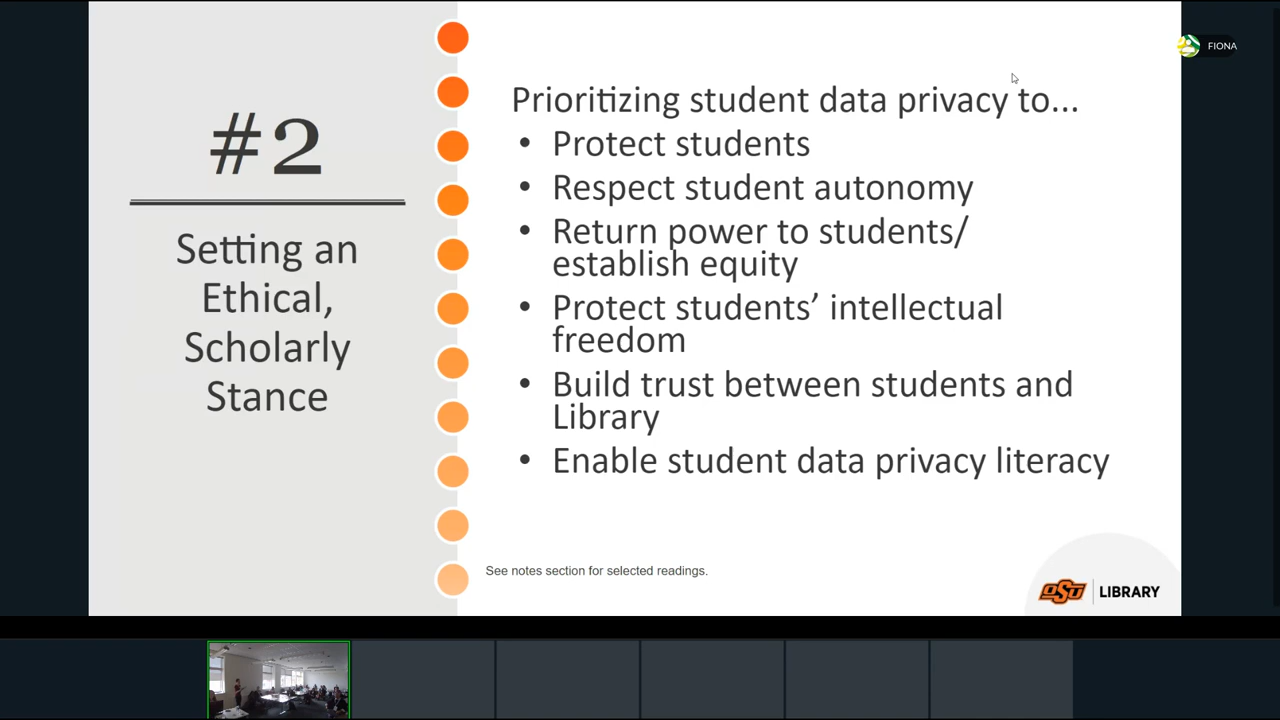 #2
Setting an
Ethical,
Scholarly
Stance
Prioritizing student data privacy to...
• Protect students
• Respect student autonomy
• Return power to students/
establish equity
• Protect students’ intellectual
freedom
• Build trust between students and
Library
• Enable student data privacy literacy
See notes section for selected readings.
OSU | LIBRARY
FIONA